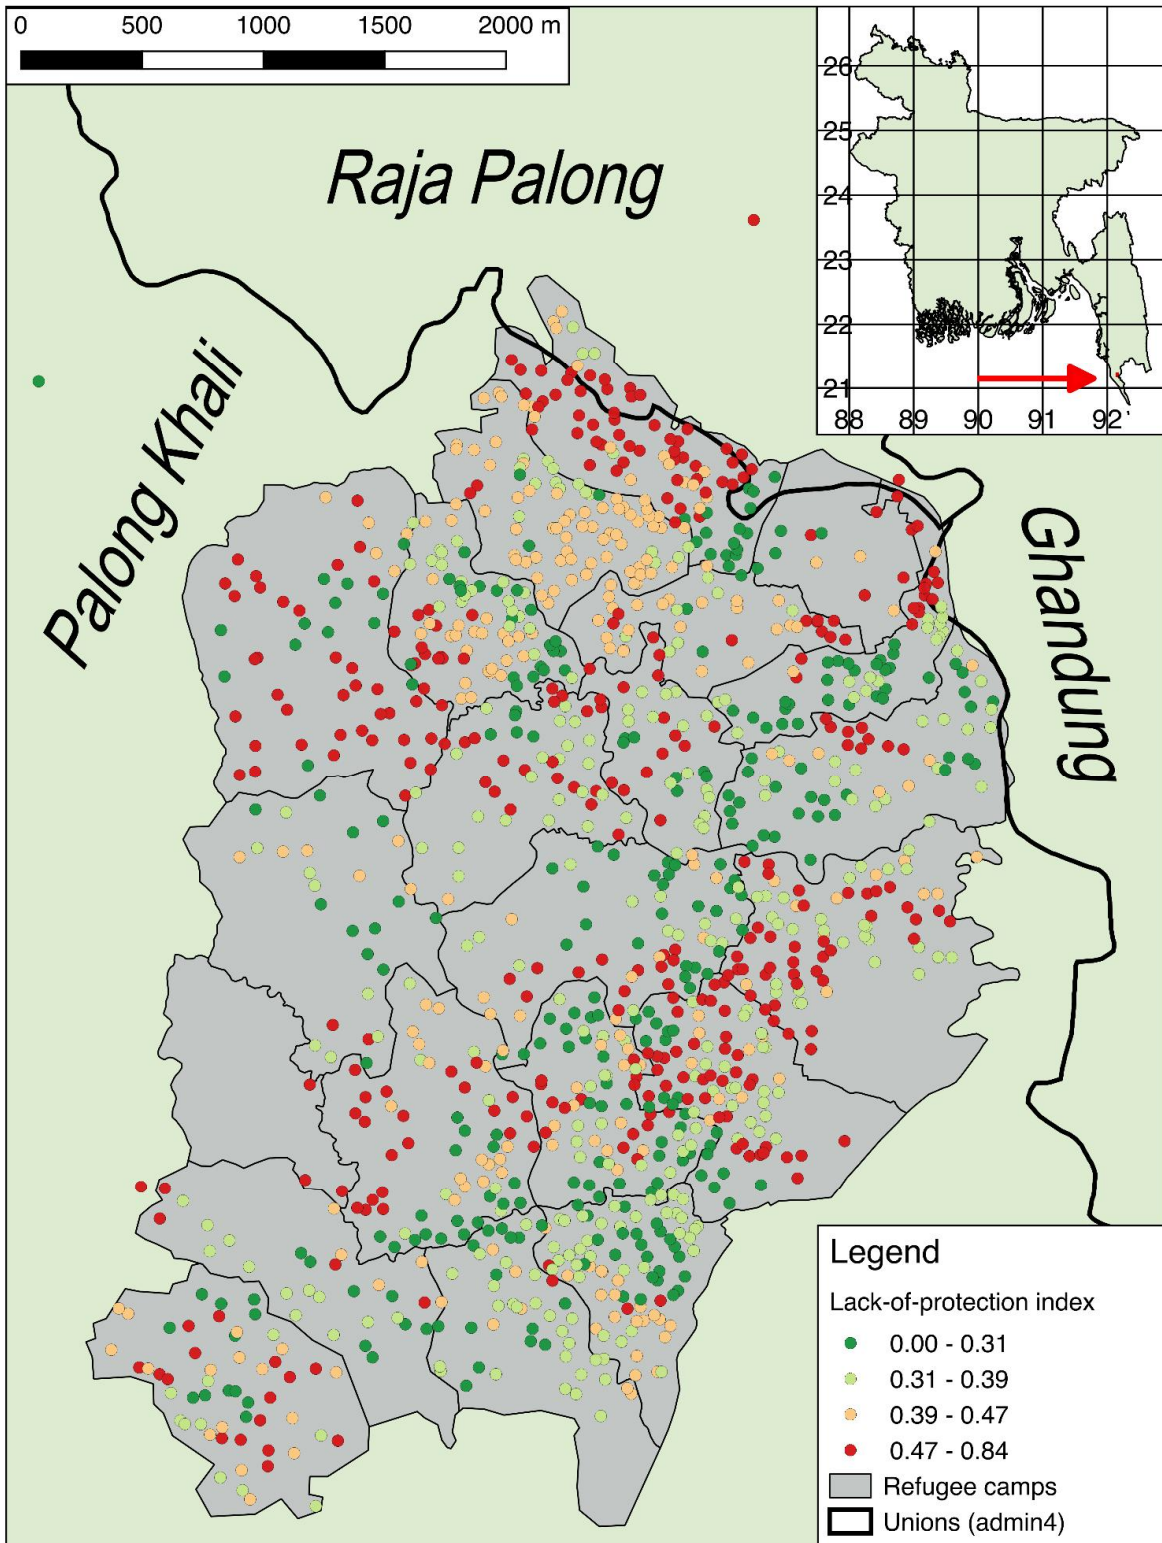 0 500 1000 1500 2000 m
Raja Palong
Palong Khali
Ghandung
26
25
24
23
22
21
88 89 90 91 92
Legend
Lack-of-protection index
0.00 - 0.31
0.31 - 0.39
0.39 - 0.47
0.47 - 0.84
Refugee camps
Unions (admin4)